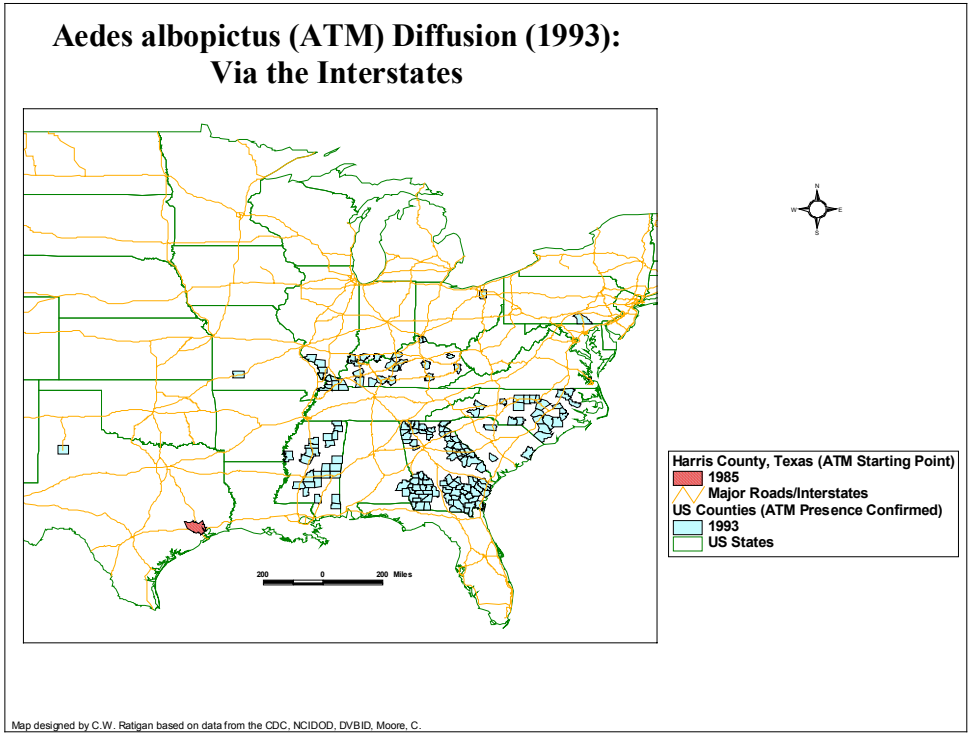 Aedes albopictus (ATM) Diffusion (1993):
Via the Interstates
N
W
E
S
Harris County, Texas (ATM Starting Point)
1985
Major Roads/Interstates
US Counties (ATM Presence Confirmed)
1993
US States
200 0 200 Miles
Map designed by C.W. Ratigan based on data from the CDC, NCIDOD, DVBID, Moore, C.